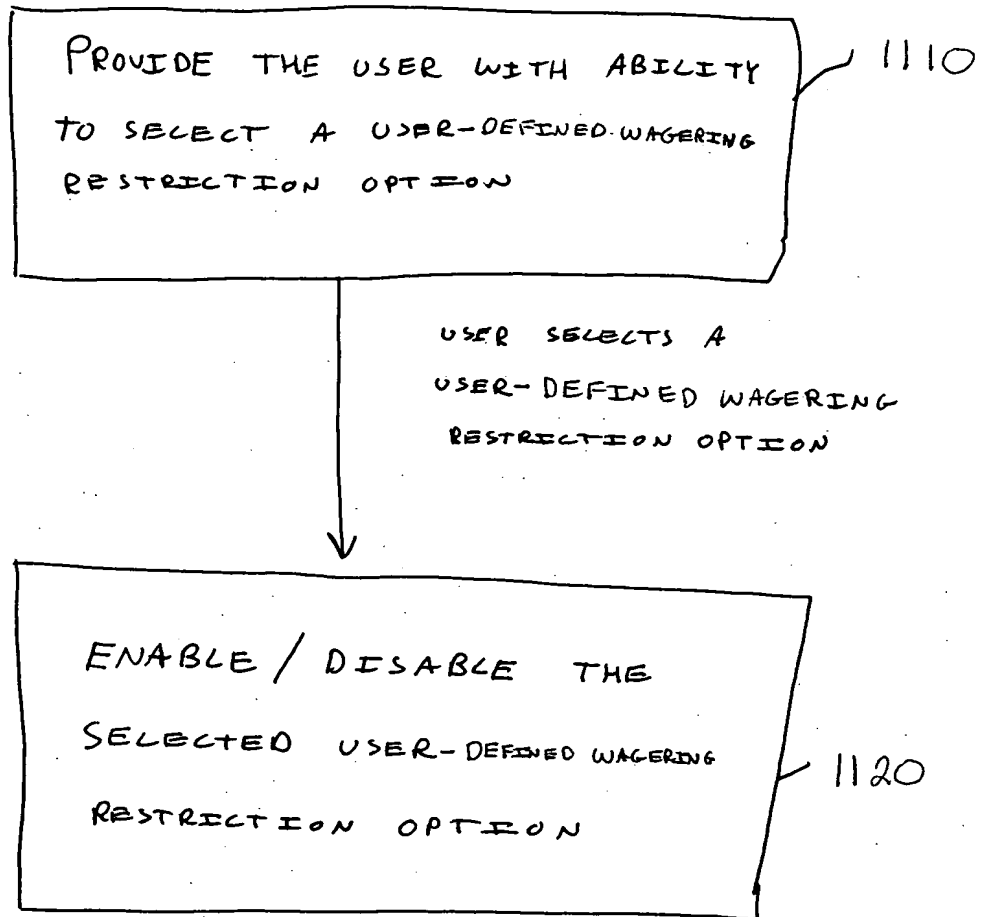 PROVIDE THE USER WITH ABILITY
TO SELECT A USER-DEFINED WAGERING
RESTRICTION OPTION
1110
USER SELECTS A
USER-DEFINED WAGERING
RESTRICTION OPTION
ENABLE / DISABLE THE
SELECTED USER-DEFINED WAGERING
RESTRICTION OPTION
1120